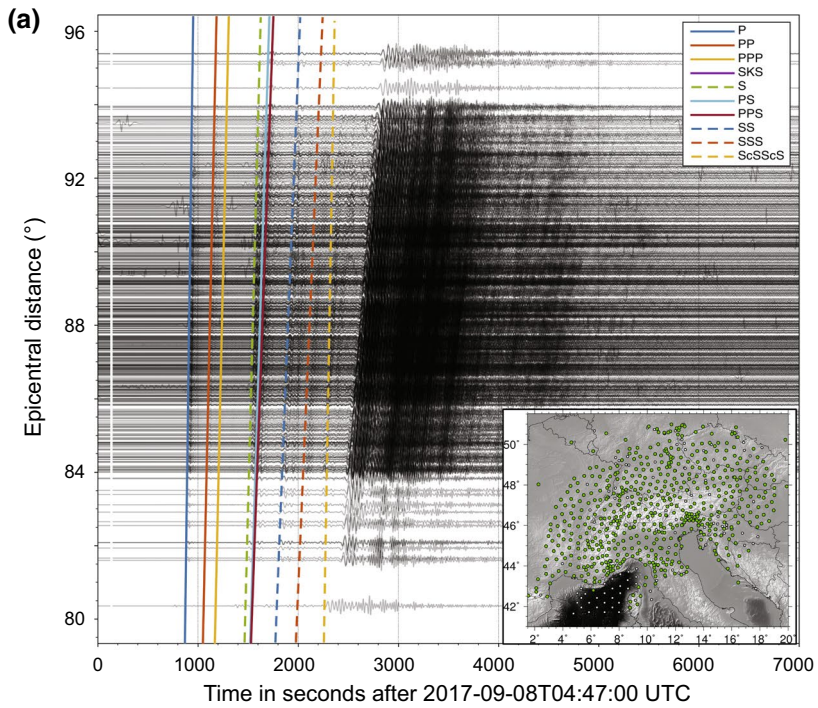 (a)
96
92
88
84
80
Epicentral distance (°)
P
PP
PPP
SKS
S
PS
PPS
SS
SSS
ScSScS
50˚
48˚
46˚
44˚
42˚
2˚ 4˚ 6˚ 8˚ 10˚ 12˚ 14˚ 16˚ 18˚ 20˚
0 1000 2000 3000 4000 5000 6000 7000
Time in seconds after 2017-09-08T04:47:00 UTC